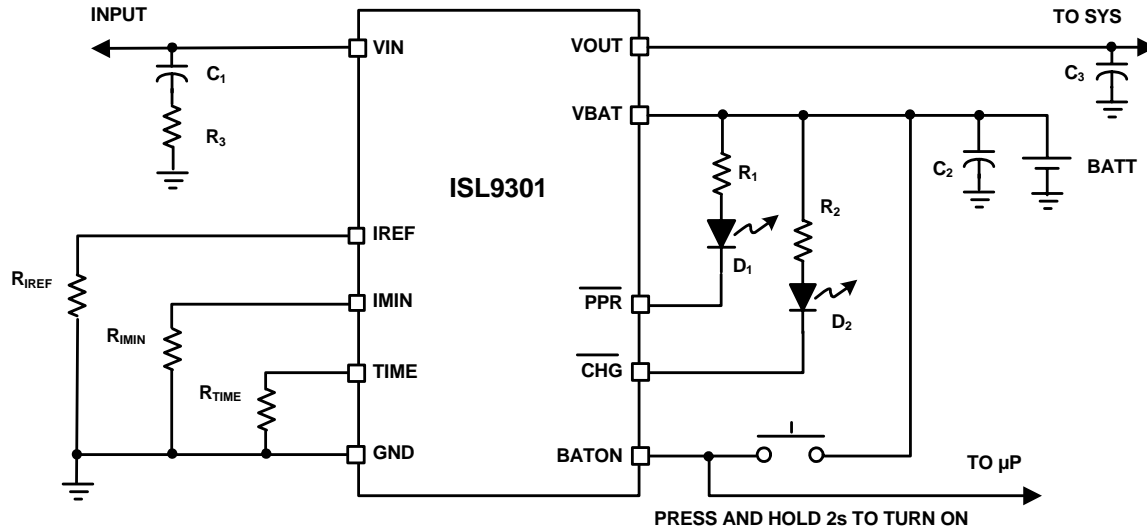 INPUT
TO SYS
VIN
VOUT
C1
C3
R3
VBAT
ISL9301
R1
C2
BATT
R2
IREF
D1
RIREF
IMIN
PPR
D2
RIMIN
TIME
CHG
RTIME
GND
BATON
TO µP
PRESS AND HOLD 2s TO TURN ON